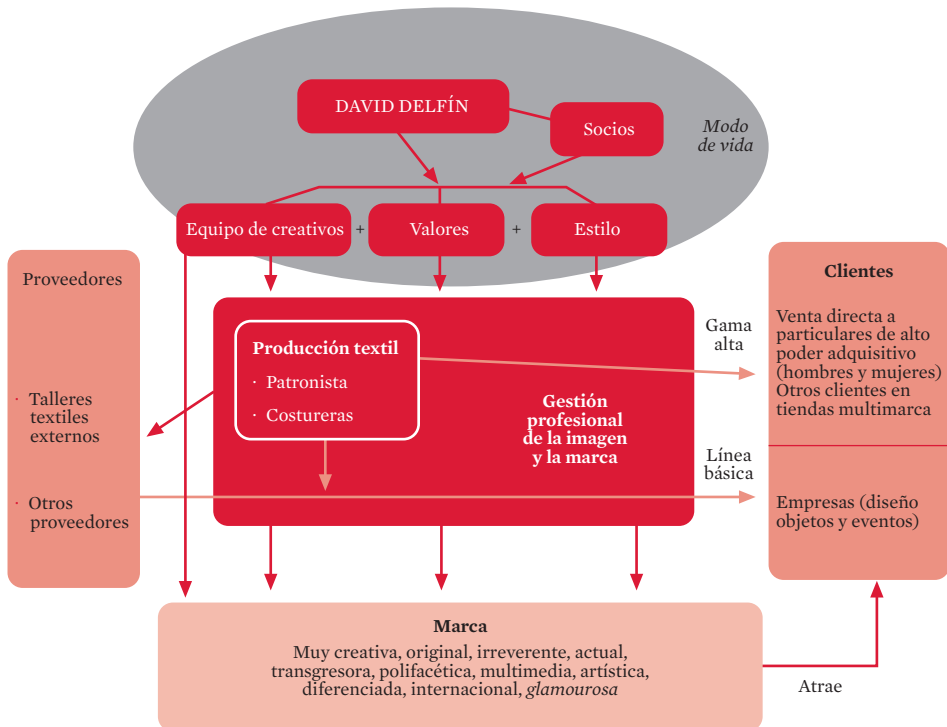 DAVID DELFÍN
Socios
Modo
de vida
Equipo de creativos
+
Valores
+
Estilo
Proveedores
· Talleres
textiles
externos
· Otros
proveedores
Producción textil
· Patronista
· Costureras
Gestión
profesional
de la imagen
y la marca
Gama
alta
Línea
básica
Clientes
Venta directa a
particulares de alto
poder adquisitivo
(hombres y mujeres)
Otros clientes en
tiendas multimarca
Empresas (diseño
objetos y eventos)
Marca
Muy creativa, original, irreverente, actual,
transgresora, polifacética, multimedia, artística,
diferenciada, internacional, glamourosa
Atrae